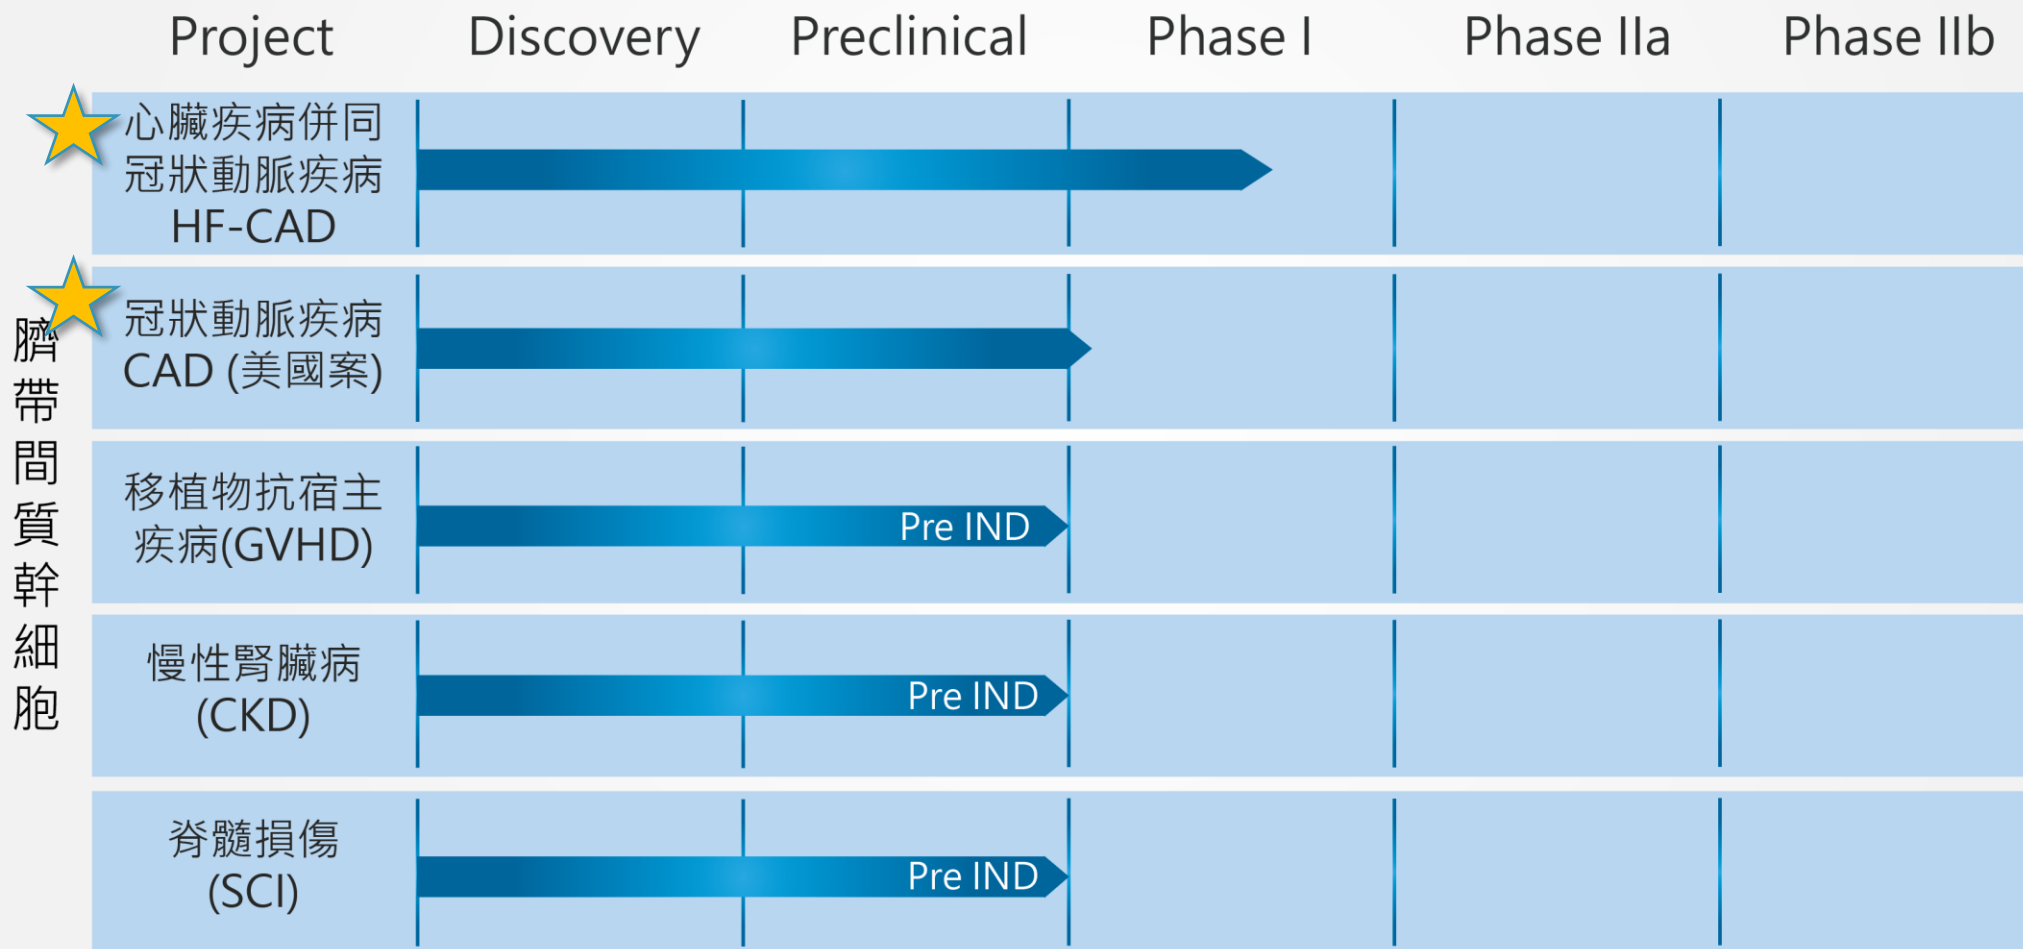 Project Discovery Preclinical Phase I Phase IIa Phase IIb
臍帶間質幹細胞
心臟疾病併同
冠狀動脈疾病
HF-CAD
冠狀動脈疾病
CAD (美國案)
移植物抗宿主
疾病(GVHD)
Pre IND
慢性腎臟病
(CKD)
Pre IND
脊髓損傷
(SCI)
Pre IND